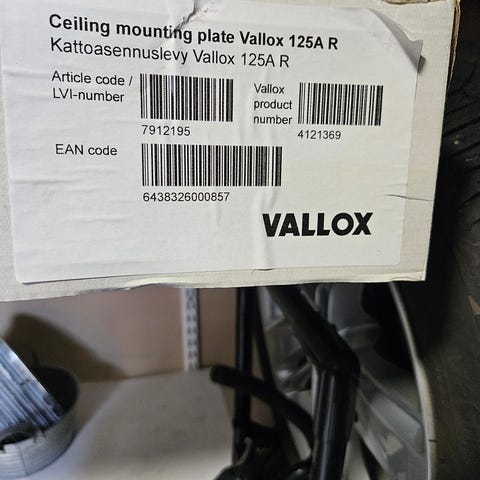 Ceiling mounting plate Vallox 125A R
Kattoasennuslevy Vallox 125A R
Article code /
LVI-number
7912195
Vallox
product
number
4121369
EAN code
6438326000857
VALLOX